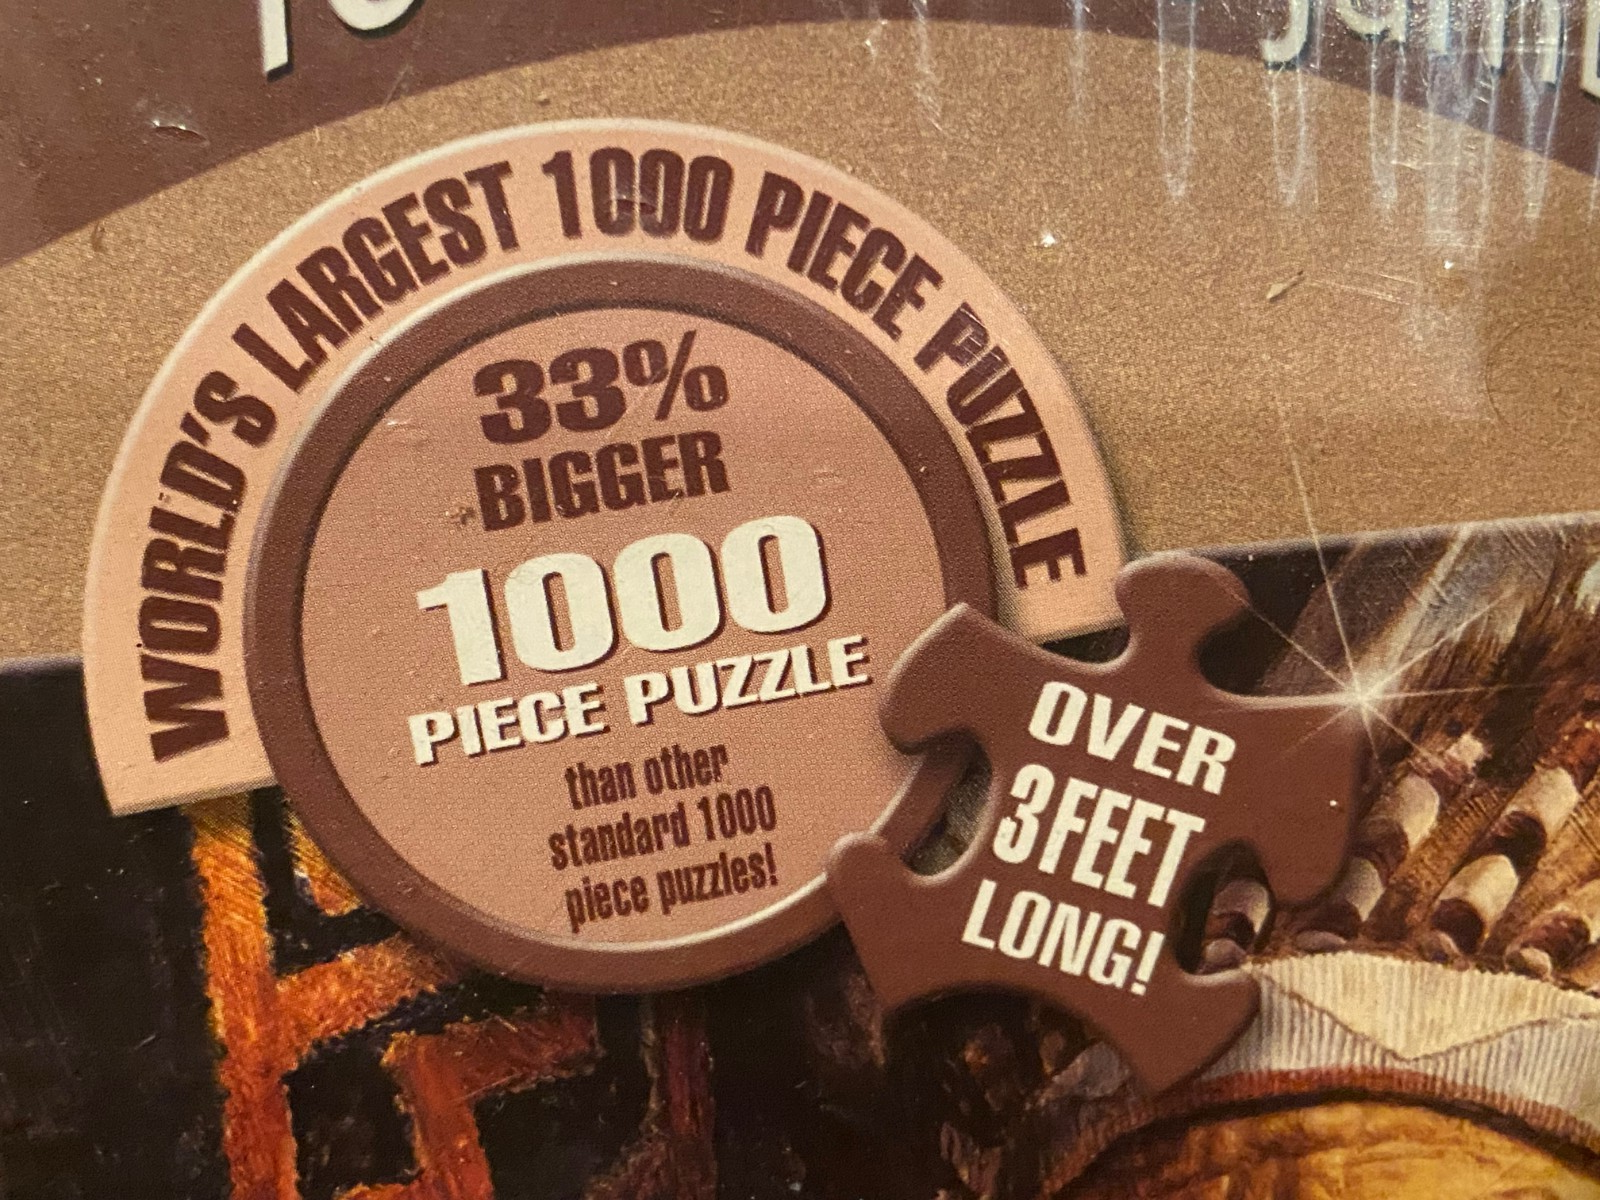 WORLD'S LARGEST 1000 PIECE PUZZLE
33%
BIGGER
1000
PIECE PUZZLE
than other
standard 1000
piece puzzles!
OVER
3 FEET
LONG!